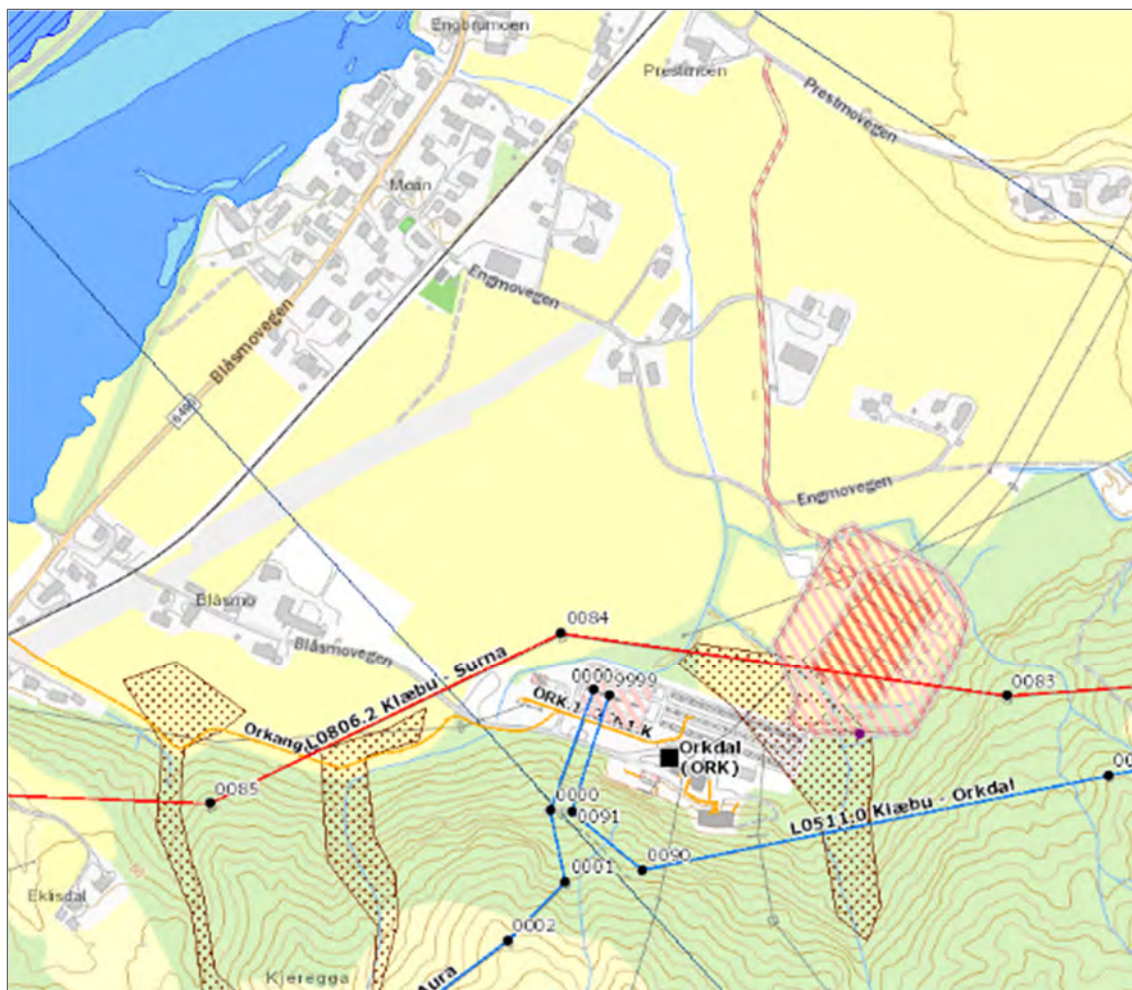 Engbrumoen
Prestmoen
Prestmovegen
Moan
Engmovegen
Blåsmovegen
Engmovegen
Blåsmo
0084
Blåsmovegen
0000
9999
0083
L0806.2 Klæbu - Surna
Orkang
Orkdal
(ORK)
0085
0000
0091
L0511.0 Klæbu - Orkdal
0090
0001
Eklisdal
0002
Kjeregga
Aura